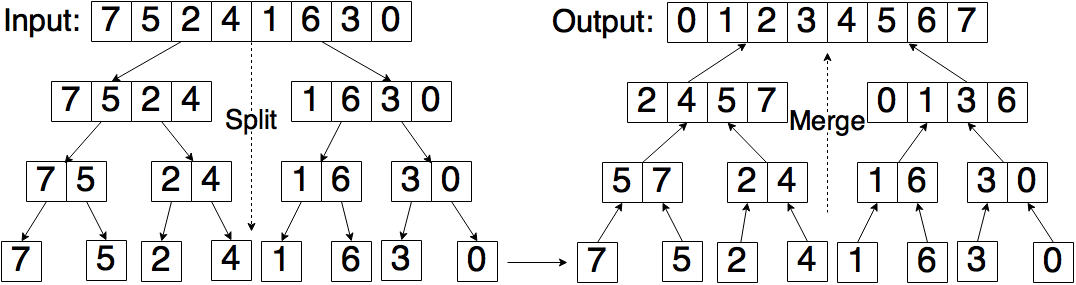 Input: 7 5 2 4 1 6 3 0
7 5 2 4 1 6 3 0
Split
7 5 2 4 1 6 3 0
7 5 2 4 1 6 3 0
Output: 0 1 2 3 4 5 6 7
2 4 5 7 0 1 3 6
Merge
5 7 2 4 1 6 3 0
7 5 2 4 1 6 3 0